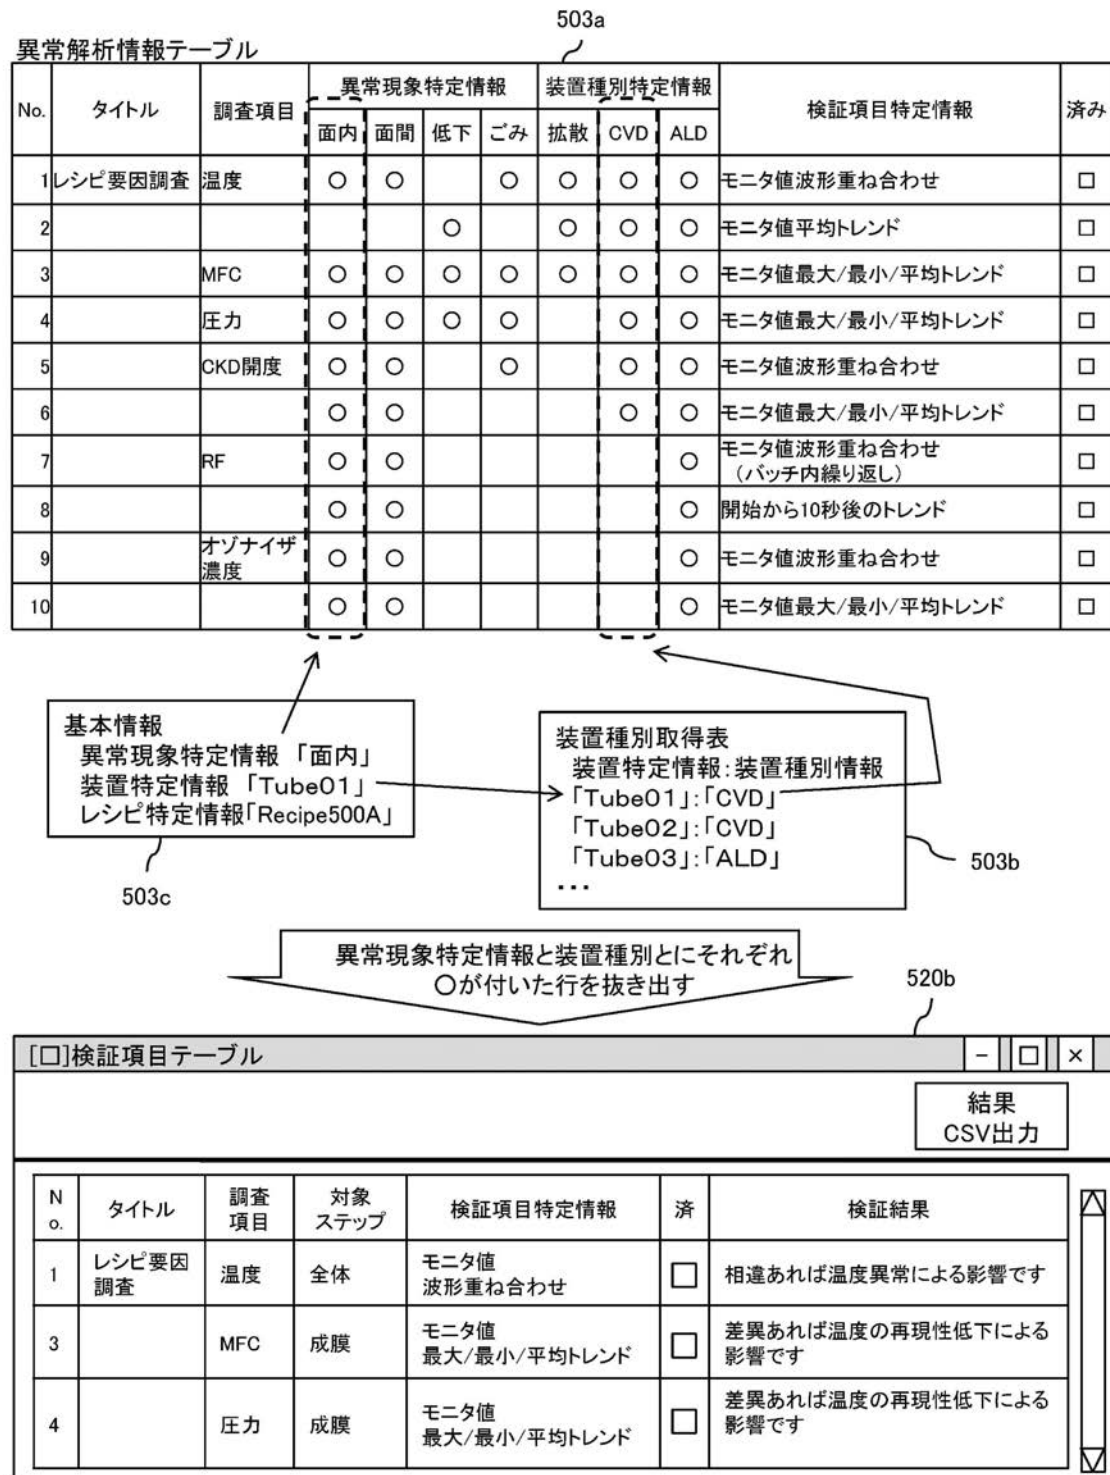 503a
異常解析情報テーブル
No. タイトル 調査項目 異常現象特定情報 装置種別特定情報 検証項目特定情報 済み
面内 面間 低下 ごみ 拡散 CVD ALD
1 レシピ要因調査 温度 ○ ○ ○ ○ ○ ○ モニタ値波形重ね合わせ □
2 ○ ○ ○ ○ モニタ値平均トレンド □
3 MFC ○ ○ ○ ○ ○ ○ ○ モニタ値最大/最小/平均トレンド □
4 圧力 ○ ○ ○ ○ ○ ○ モニタ値最大/最小/平均トレンド □
5 CKD開度 ○ ○ ○ ○ ○ モニタ値波形重ね合わせ □
6 ○ ○ ○ ○ モニタ値最大/最小/平均トレンド □
7 RF ○ ○ ○ モニタ値波形重ね合わせ □
(バッチ内繰り返し)
8 ○ ○ ○ 開始から10秒後のトレンド □
9 オゾナイザ ○ ○ ○ モニタ値波形重ね合わせ □
濃度
10 ○ ○ ○ モニタ値最大/最小/平均トレンド □
基本情報
異常現象特定情報 「面内」
装置特定情報 「Tube01」
レシピ特定情報「Recipe500A」
503c
装置種別取得表
装置特定情報:装置種別情報
「Tube01」:「CVD」
「Tube02」:「CVD」
「Tube03」:「ALD」
・・・
503b
異常現象特定情報と装置種別とにそれぞれ
○が付いた行を抜き出す
520b
[□]検証項目テーブル - □ ×
結果
CSV出力
N
o.
タイトル
調査
項目
対象
ステップ
検証項目特定情報
済
検証結果
1
レシピ要因
調査
温度
全体
モニタ値
波形重ね合わせ
□
相違あれば温度異常による影響です
3
MFC
成膜
モニタ値
最大/最小/平均トレンド
□
差異あれば温度の再現性低下による
影響です
4
圧力
成膜
モニタ値
最大/最小/平均トレンド
□
差異あれば温度の再現性低下による
影響です